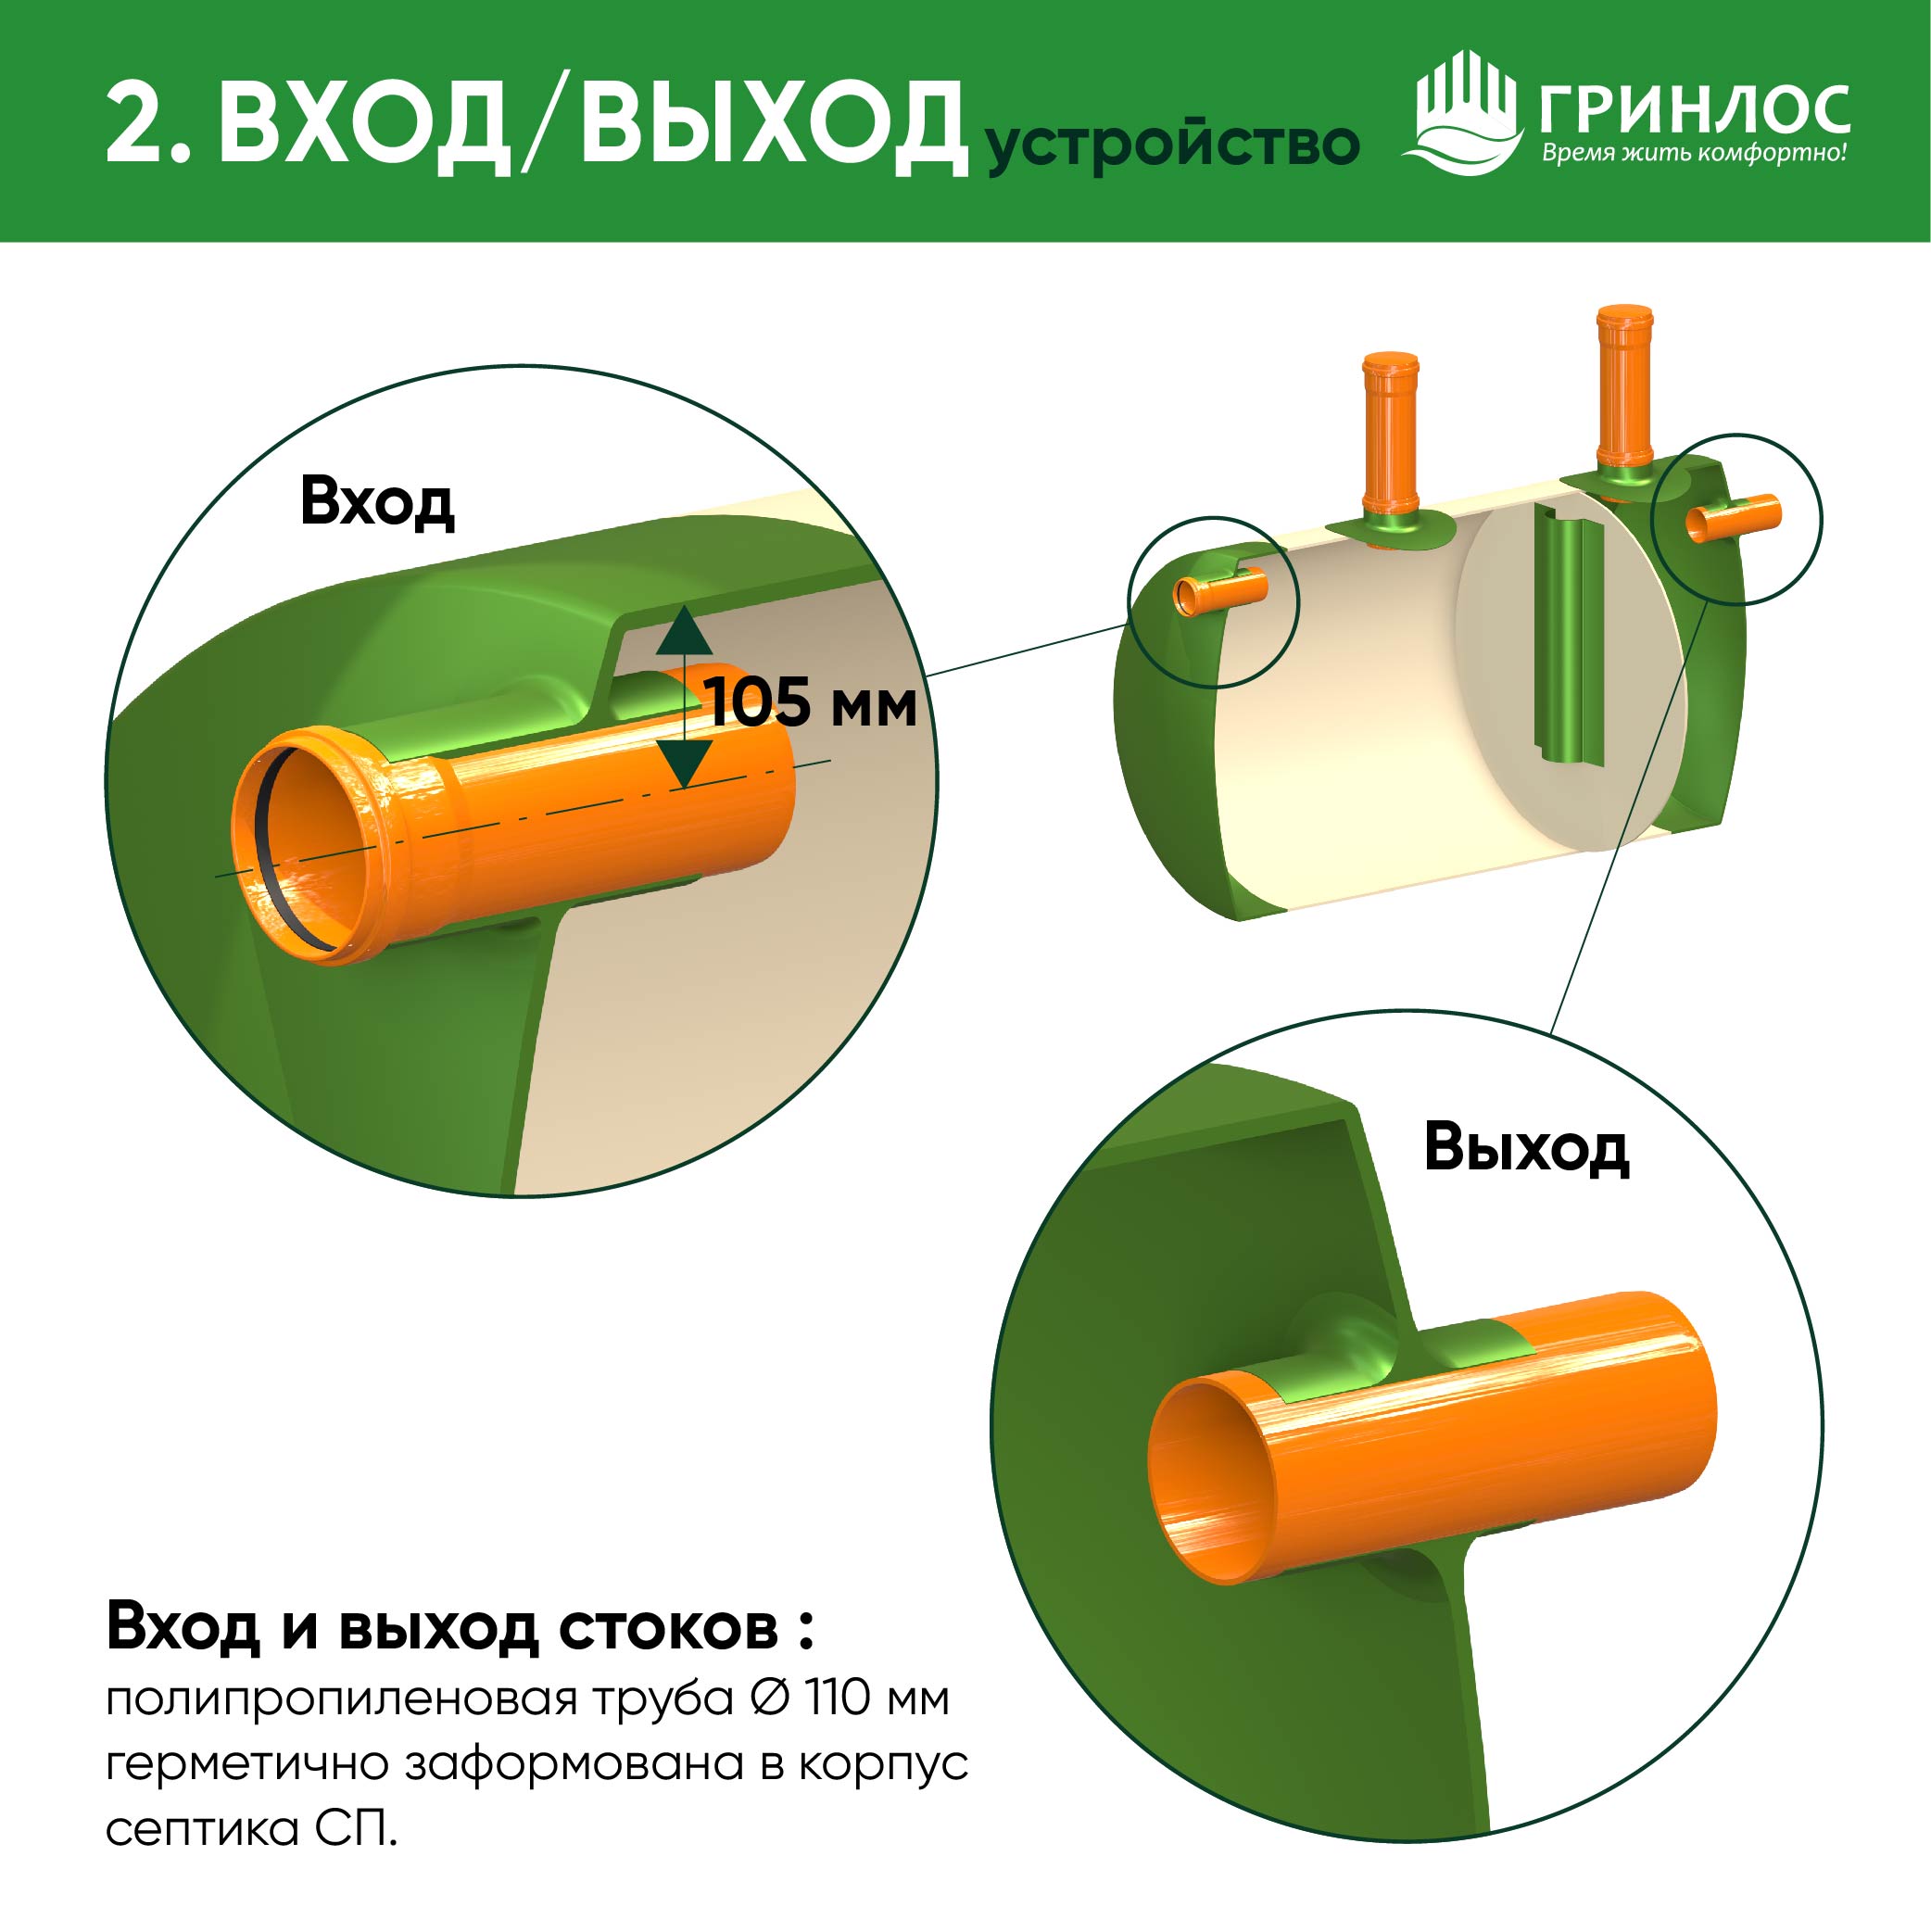 2. ВХОД/ВЫХОД устройство
ГРИНЛОС
Время жить комфортно!
Вход
105 мм
Выход
Вход и выход стоков :
полипропиленовая труба Ø 110 мм
герметично заформована в корпус
септика СП.